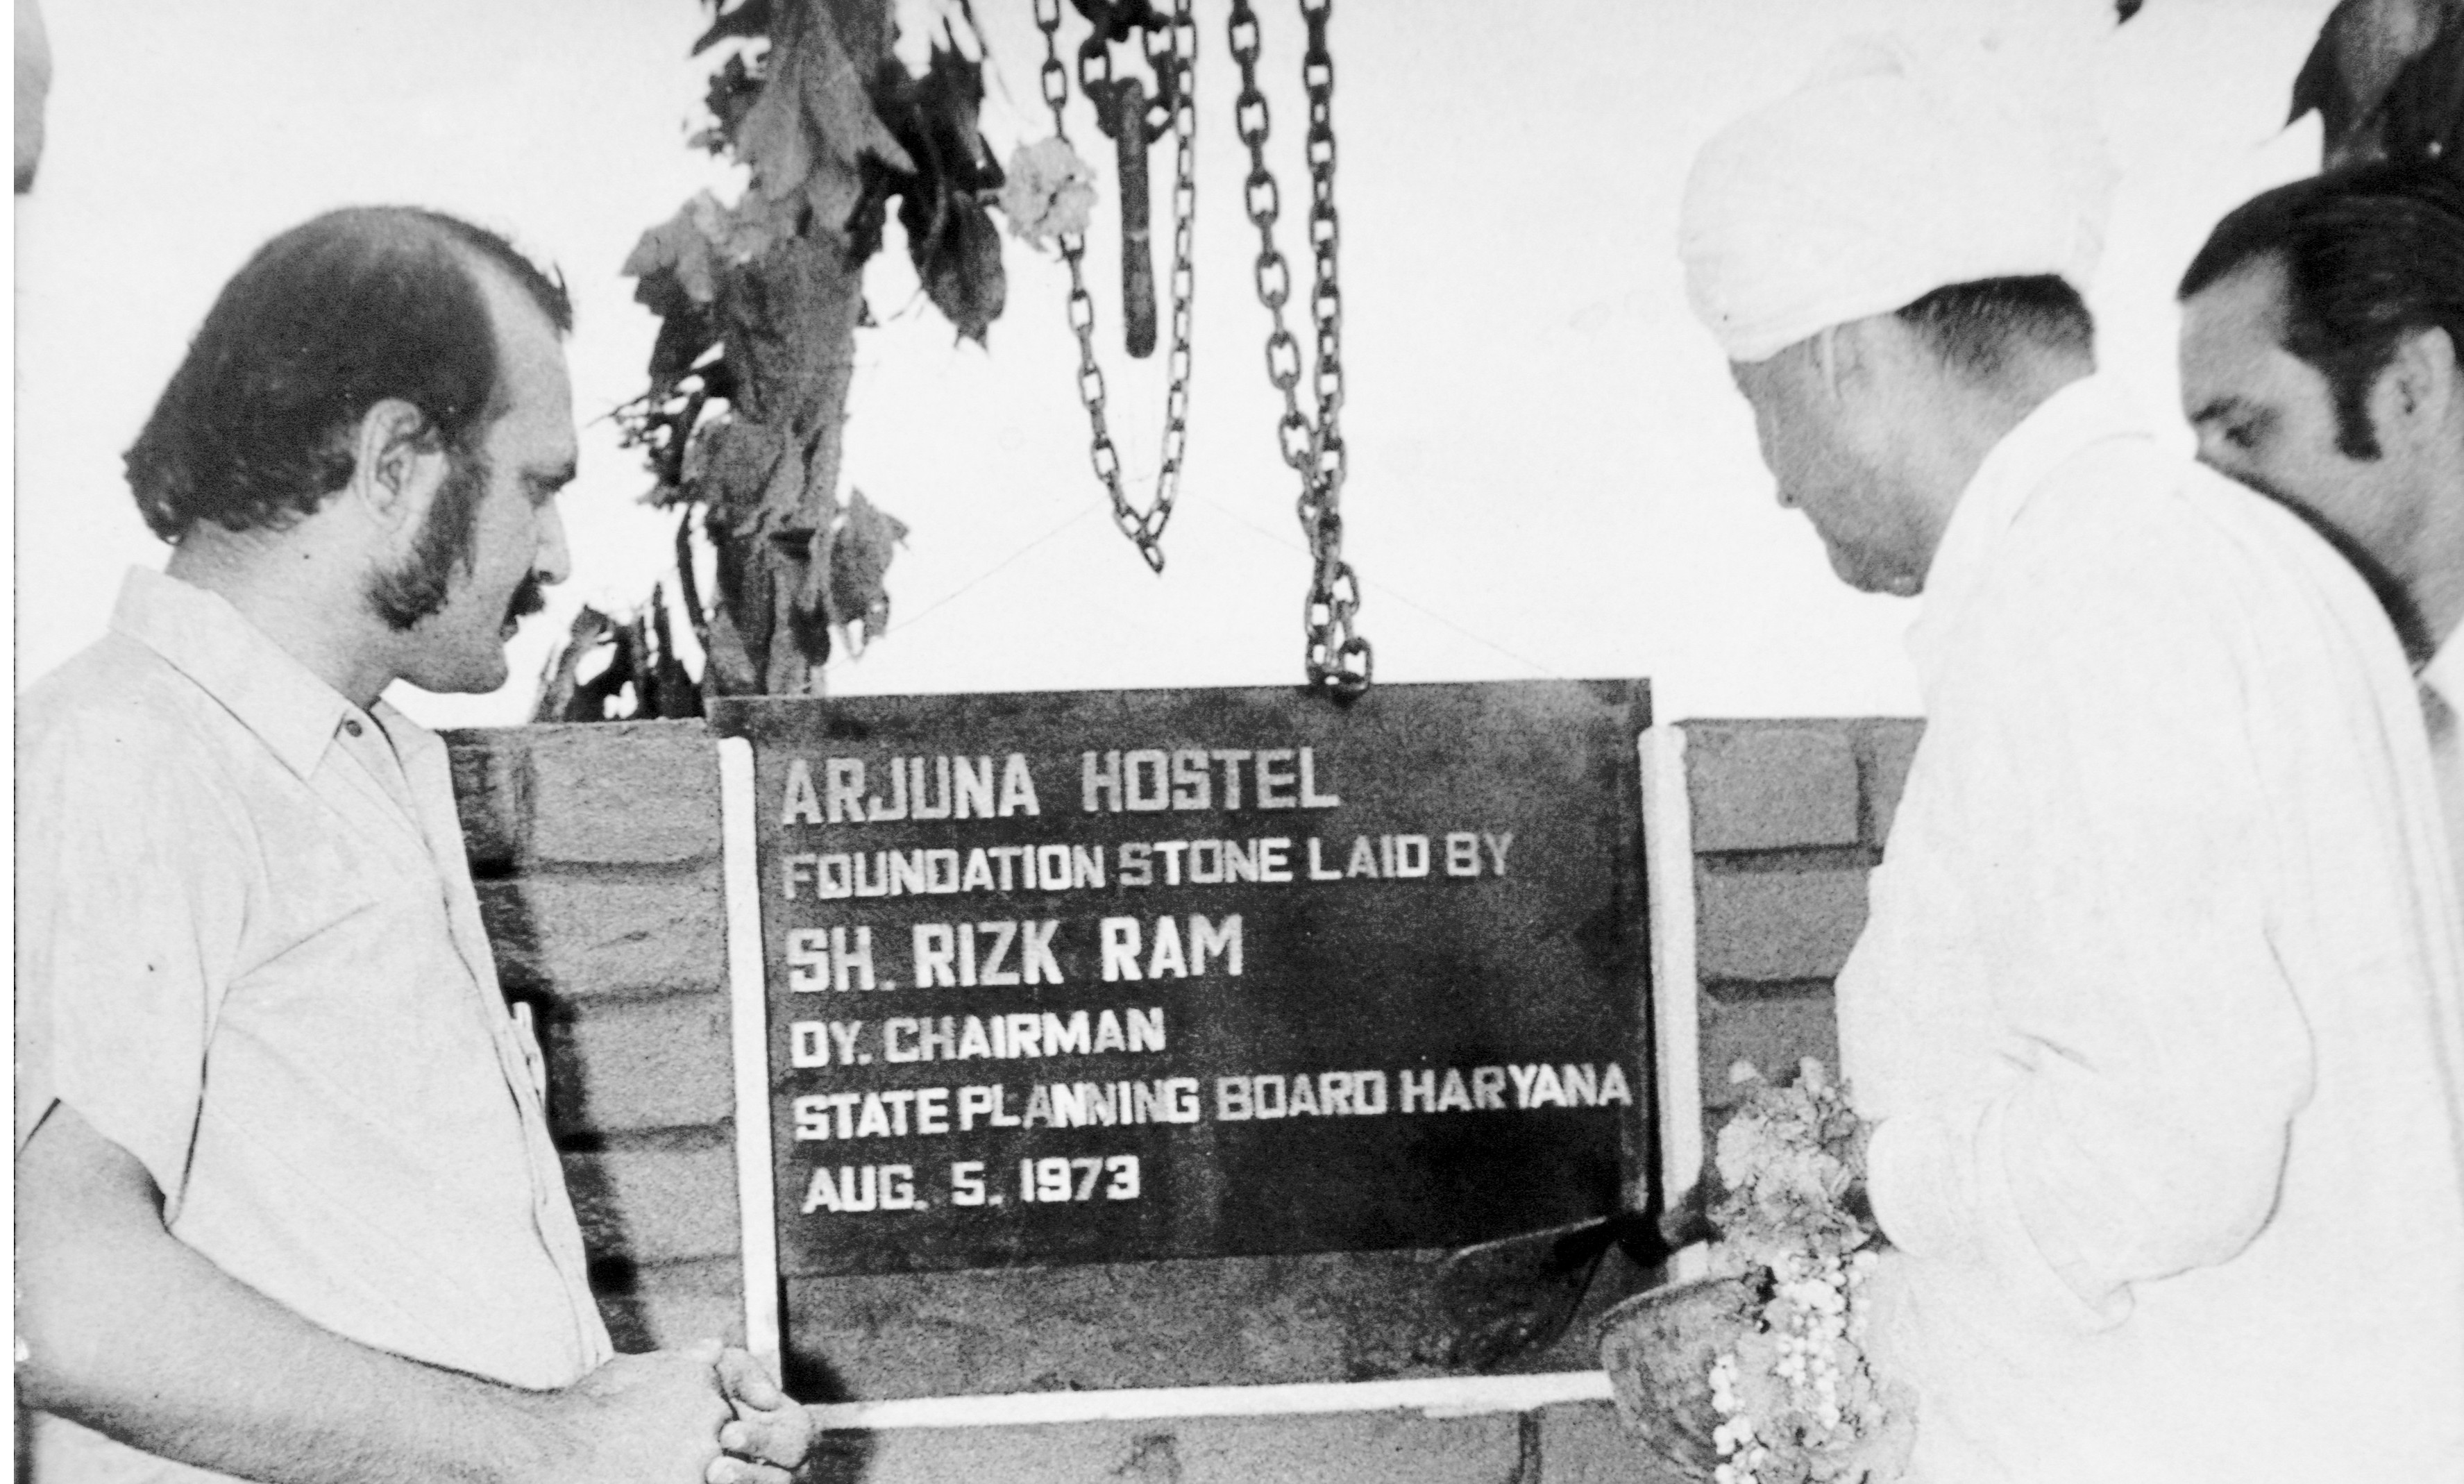 ARJUNA HOSTEL
FOUNDATION STONE LAID BY
SH. RIZK RAM
DY. CHAIRMAN
STATE PLANNING BOARD HARYANA
AUG. 5. 1973